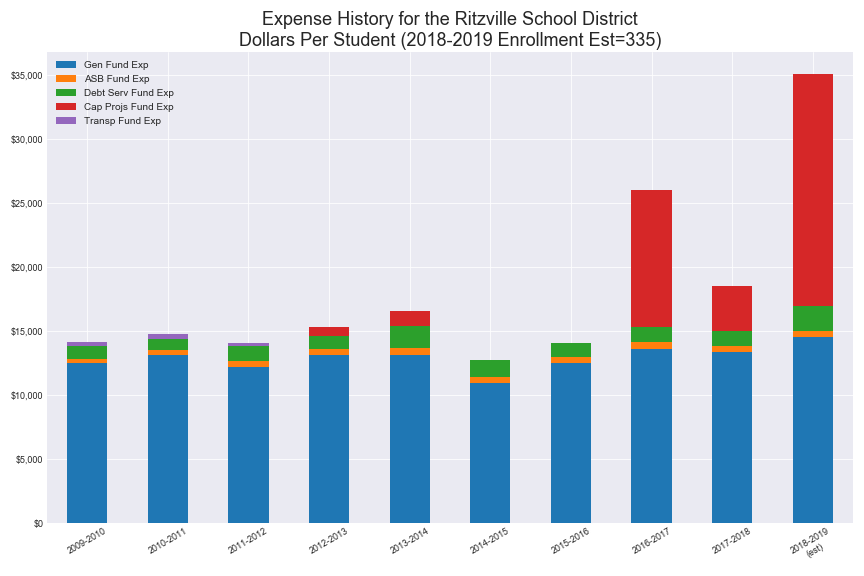 Expense History for the Ritzville School District
Dollars Per Student (2018-2019 Enrollment Est=335)
Gen Fund Exp
ASB Fund Exp
Debt Serv Fund Exp
Cap Projs Fund Exp
Transp Fund Exp
$35,000
$30,000
$25,000
$20,000
$15,000
$10,000
$5,000
$0
2009-2010
2010-2011
2011-2012
2012-2013
2013-2014
2014-2015
2015-2016
2016-2017
2017-2018
2018-2019
(est)